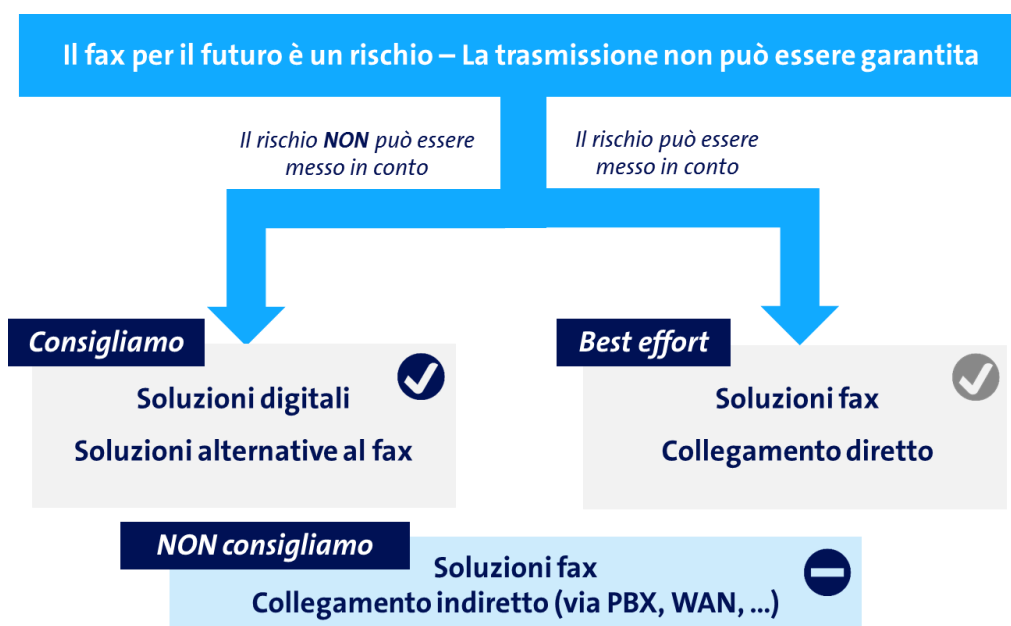 Il fax per il futuro è un rischio – La trasmissione non può essere garantita
Il rischio NON può essere
messo in conto
Il rischio può essere
messo in conto
Consigliamo
Soluzioni digitali
Soluzioni alternative al fax
Best effort
Soluzioni fax
Collegamento diretto
NON consigliamo
Soluzioni fax
Collegamento indiretto (via PBX, WAN, ...)